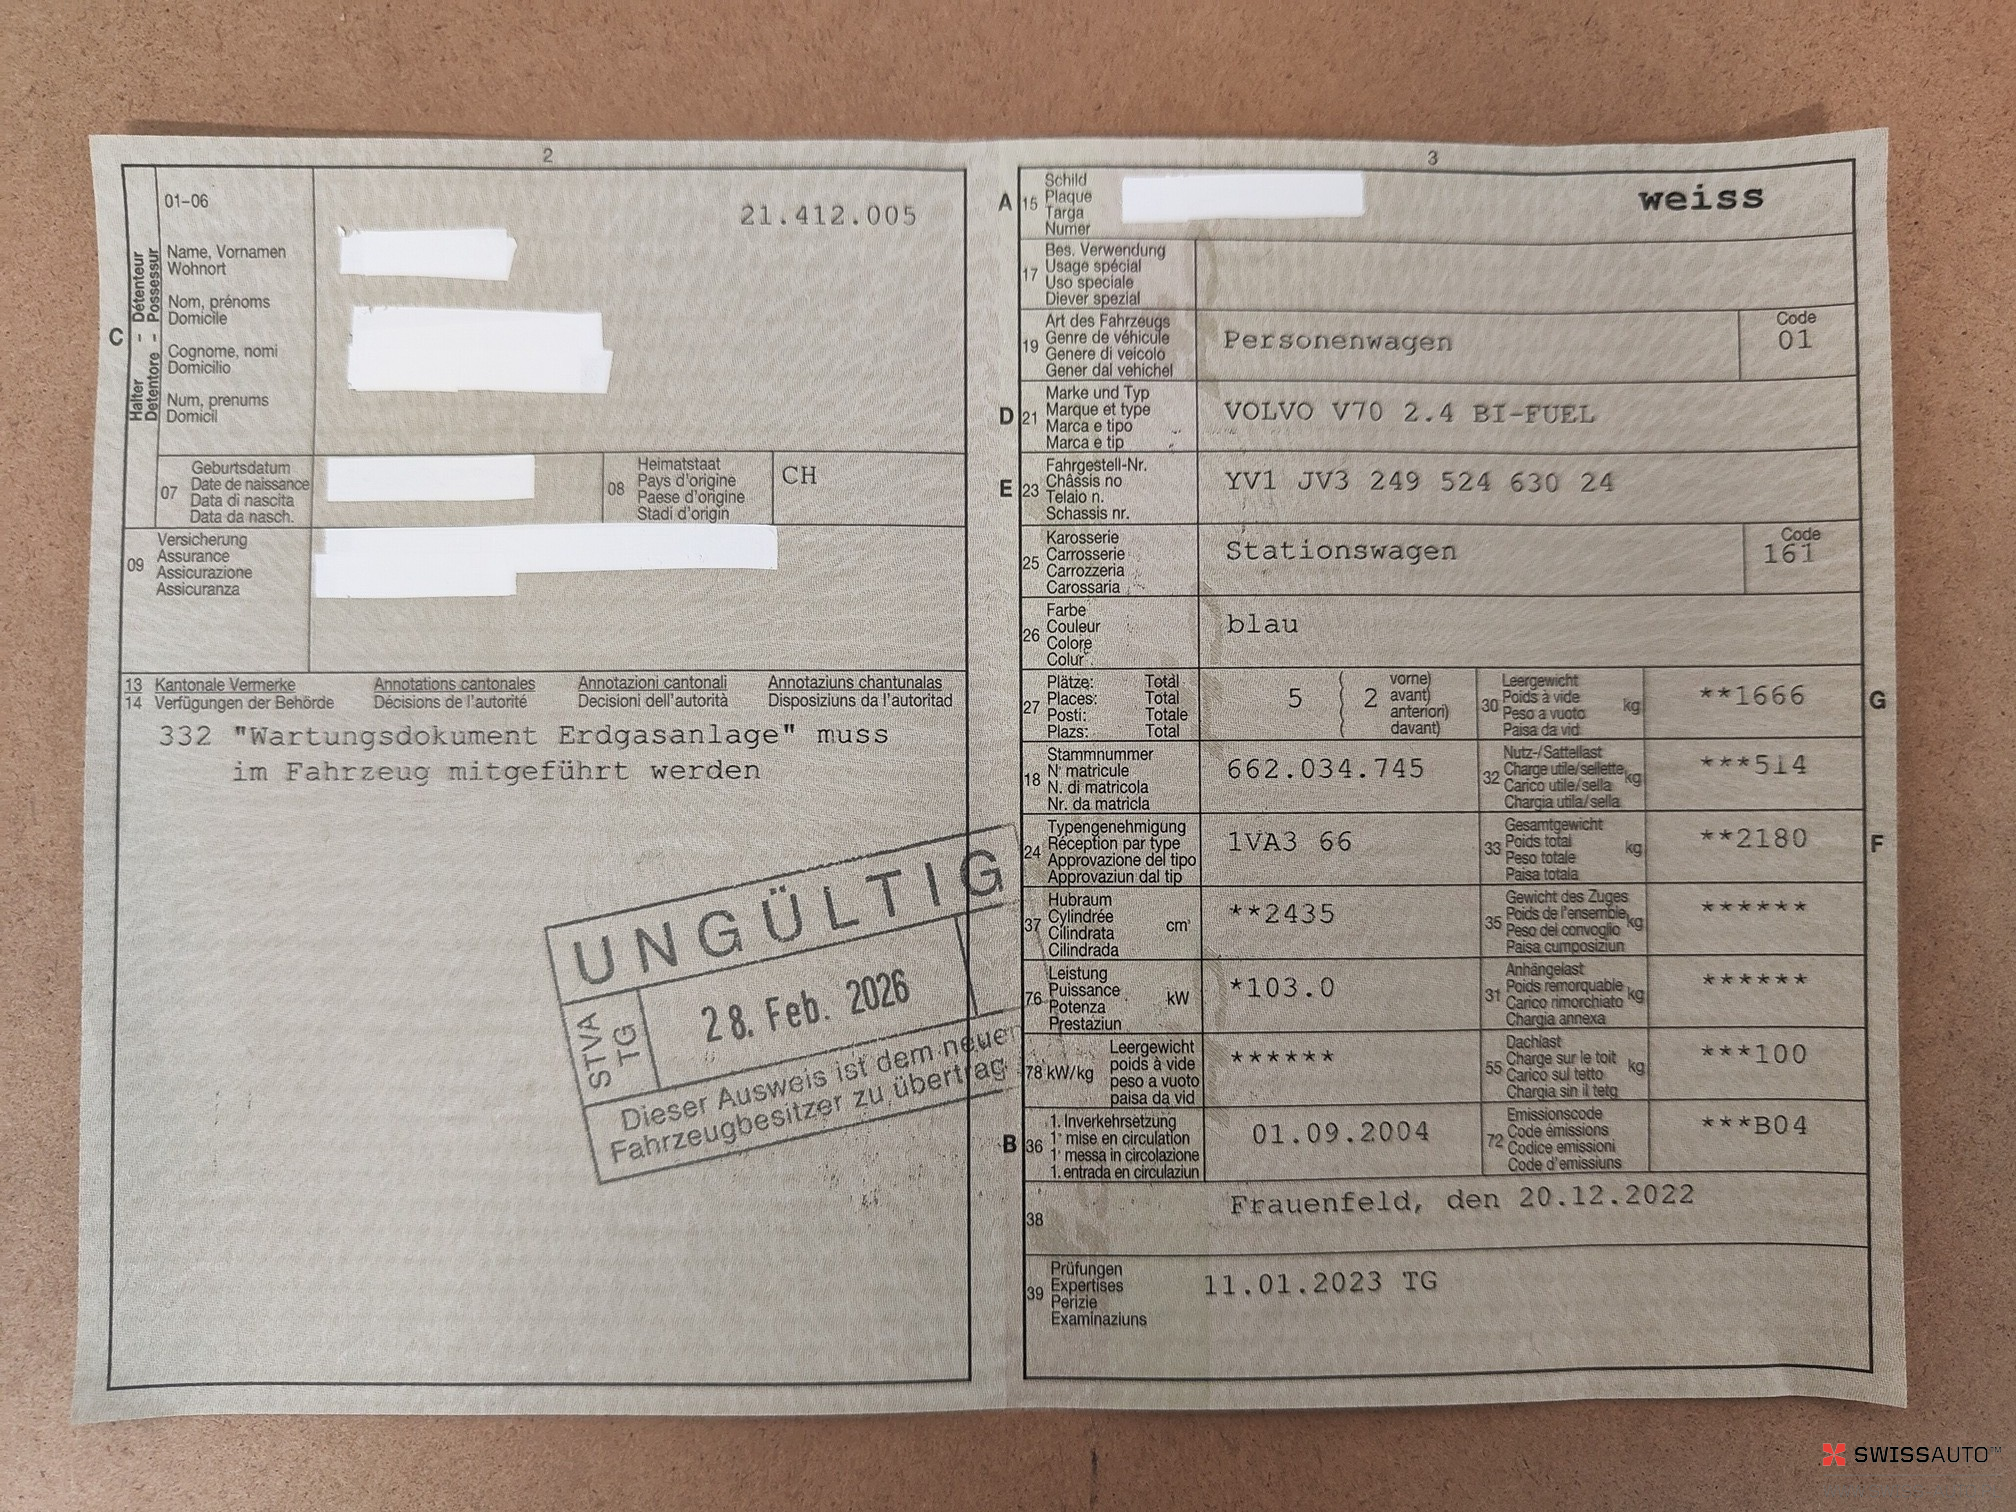 2
01-06
21.412.005
Halter - Détenteur
Detentore - Possessur
C
Name, Vornamen
Wohnort
Nom, prénoms
Domicile
Cognome, nomi
Domicilio
Num, prenums
Domicil
07
Geburtsdatum
Date de naissance
Data di nascita
Data da nasch.
08
Heimatstaat
Pays d'origine
Paese d'origine
Stadi d'origin
CH
09
Versicherung
Assurance
Assicurazione
Assicuranza
13 Kantonale Vermerke Annotations cantonales Annotazioni cantonali Annotaziuns chantunalas
14 Verfügungen der Behörde Décisions de l'autorité Decisioni dell'autorità Disposiziuns da l'autoritad
332 "Wartungsdokument Erdgasanlage" muss
im Fahrzeug mitgeführt werden
UNGÜLTIG
STVA
TG
28. Feb. 2026
Dieser Ausweis ist dem neuen
Fahrzeugbesitzer zu übertrag
3
A
15
Schild
Plaque
Targa
Numer
weiss
17
Bes. Verwendung
Usage spécial
Uso speciale
Diever spezial
19
Art des Fahrzeugs
Genre de véhicule
Genere di veicolo
Gener dal vehichel
Personenwagen
Code
01
D
21
Marke und Typ
Marque et type
Marca e tipo
Marca e tip
VOLVO V70 2.4 BI-FUEL
E
23
Fahrgestell-Nr.
Châssis no
Telaio n.
Schassis nr.
YV1 JV3 249 524 630 24
25
Karosserie
Carrosserie
Carrozzeria
Carossaria
Stationswagen
Code
161
26
Farbe
Couleur
Colore
Colur
blau
27
Plätze: Total
Places: Total
Posti: Totale
Plazs: Total
5 ( 2
vorne)
avant)
anteriori)
davant)
30
Leergewicht
Poids à vide
Peso a vuoto
Paisa da vid
kg
**1666
G
18
Stammnummer
N° matricule
N. di matricola
Nr. da matricla
662.034.745
32
Nutz-/Sattellast
Charge utile/sellette
Carico utile/sella
Chargia utila/sella
kg
***514
24
Typengenehmigung
Réception par type
Approvazione del tipo
Approvaziun dal tip
1VA3 66
33
Gesamtgewicht
Poids total
Peso totale
Paisa totala
kg
**2180
F
37
Hubraum
Cylindrée
Cilindrata
Cilindrada
cm³
**2435
35
Gewicht des Zuges
Poids de l'ensemble
Peso del convoglio
Paisa cumposiziun
kg
******
76
Leistung
Puissance
Potenza
Prestaziun
kW
*103.0
31
Anhängelast
Poids remorquable
Carico rimorchiato
Chargia annexa
kg
******
78 kW/kg
Leergewicht
poids à vide
peso a vuoto
paisa da vid
******
55
Dachlast
Charge sur le toit
Carico sul tetto
Chargia sin il tetg
kg
***100
B
36
1. Inverkehrsetzung
1ᵉ mise en circulation
1ᵃ messa in circolazione
1. entrada en circulaziun
01.09.2004
72
Emissionscode
Code émissions
Codice emissioni
Code d'emissiuns
***B04
38
Frauenfeld, den 20.12.2022
39
Prüfungen
Expertises
Perizie
Examinaziuns
11.01.2023 TG
SWISSAUTO™